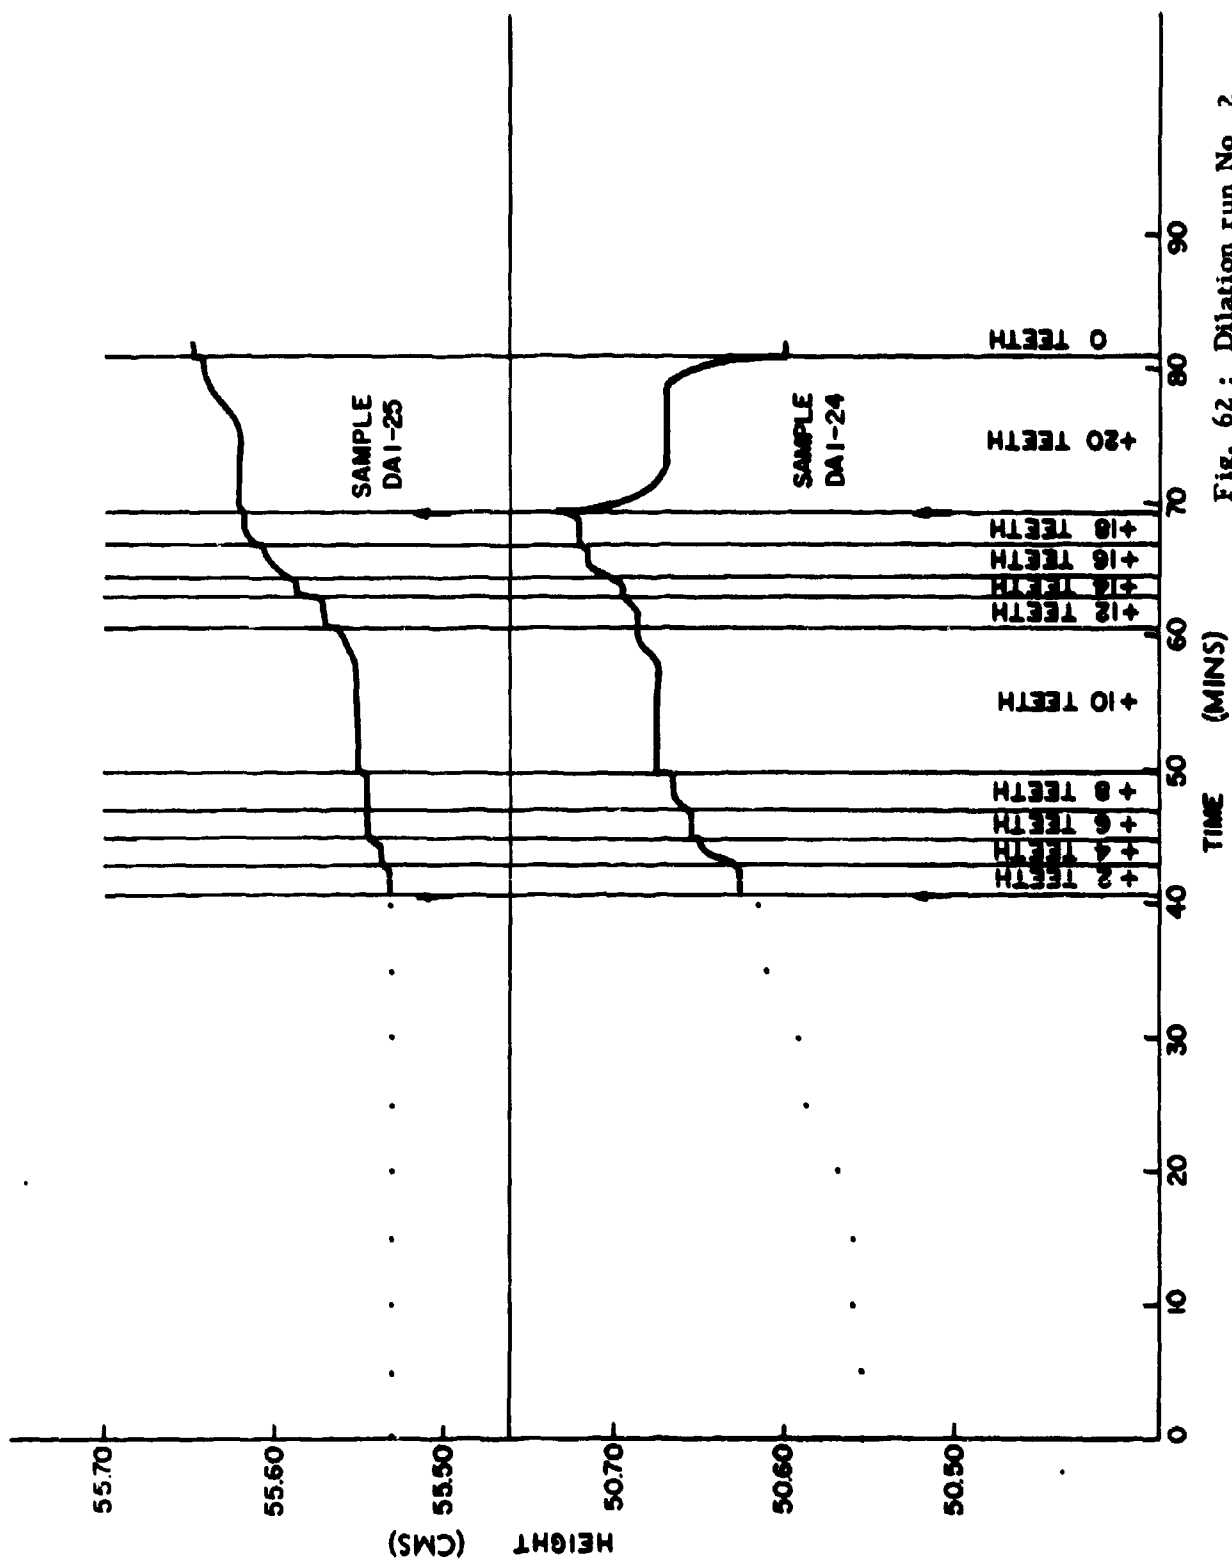 HEIGHT
(CMS)
55.70
55.60
55.50
50.70
50.60
50.50
SAMPLE
DA1-25
SAMPLE
DA1-24
+2 TEETH
+4 TEETH
+6 TEETH
+8 TEETH
+10 TEETH
+12 TEETH
+14 TEETH
+16 TEETH
+18 TEETH
+20 TEETH
0 TEETH
0 10 20 30 40 50 60 70 80 90
TIME (MINS)
Fig. 62 : Dilation run No. 2